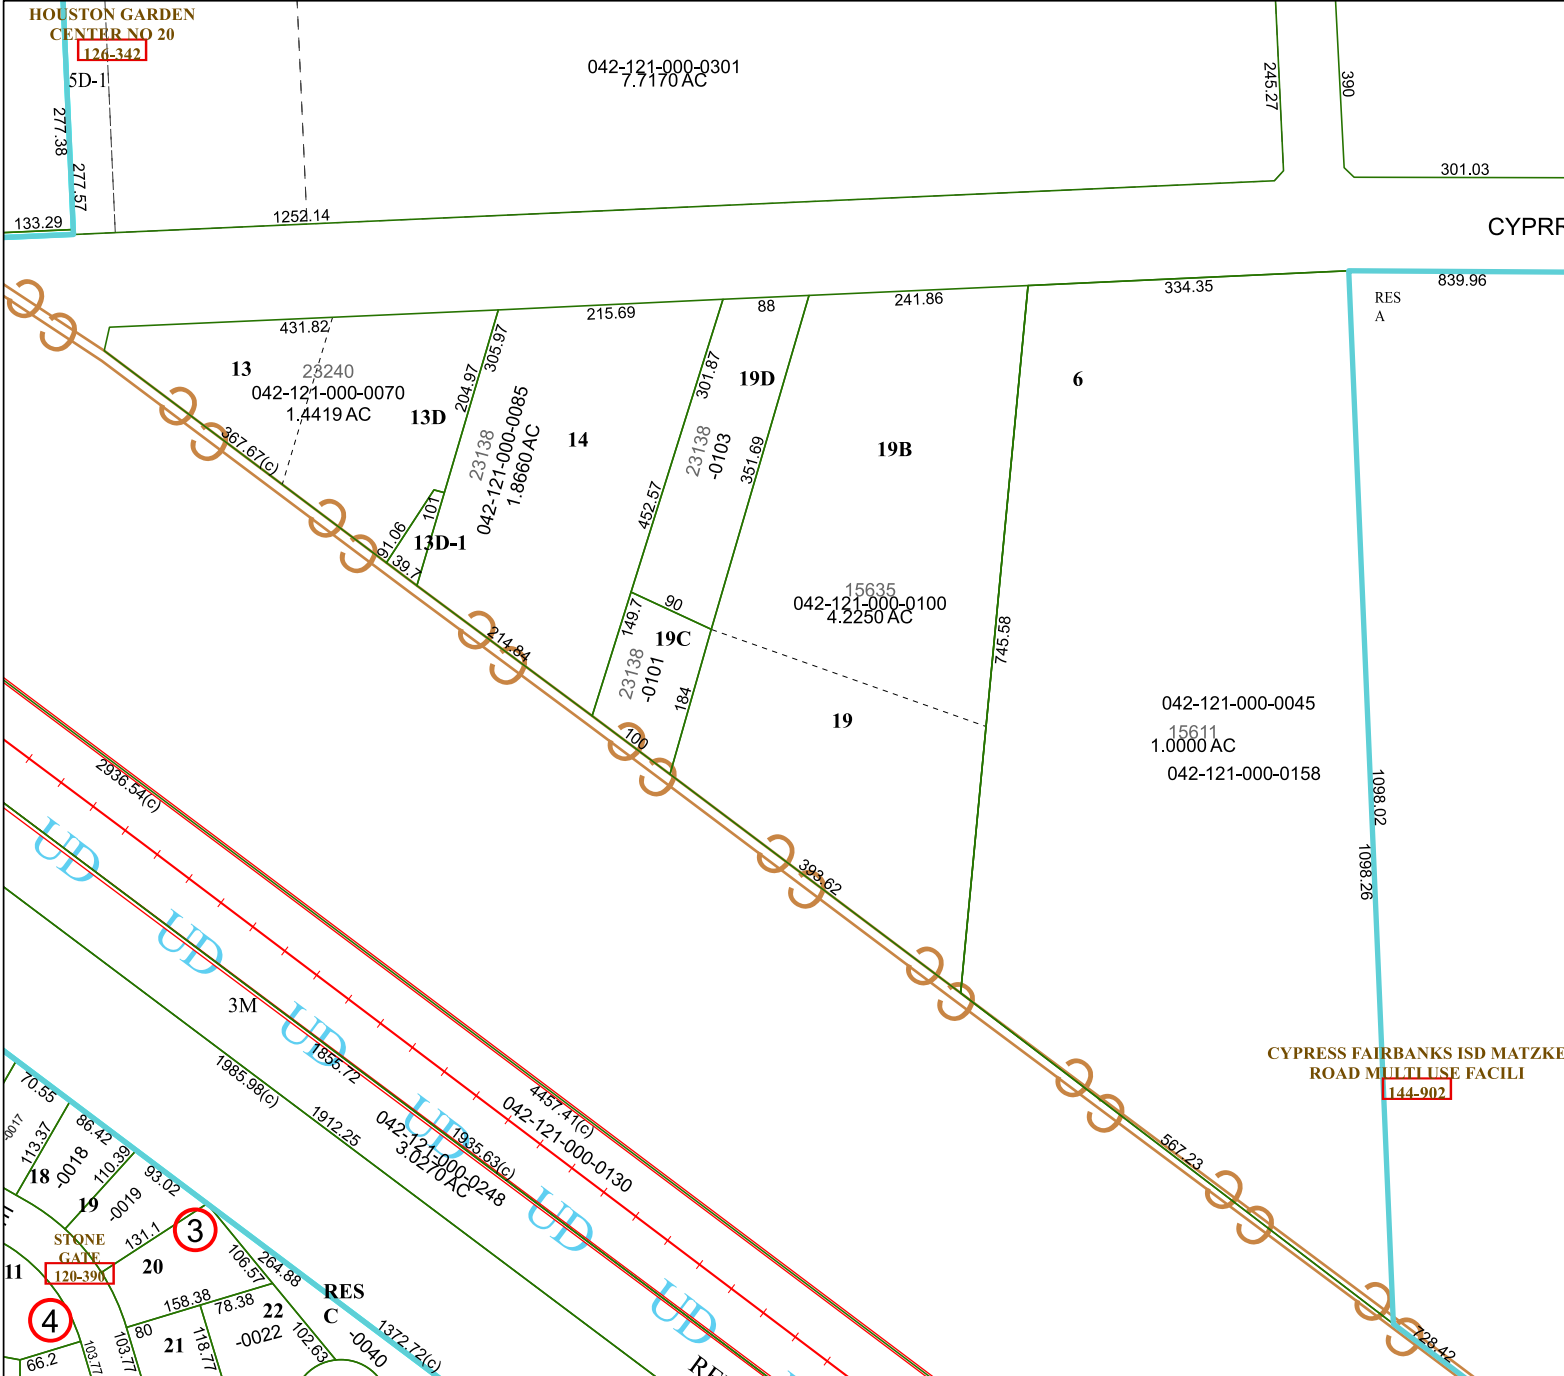 HOUSTON GARDEN
CENTER NO 20
126-342
5D-1
277.38
277.57
133.29
1252.14
042-121-000-0301
7.7170 AC
245.27
390
301.03
CYPRR
839.96
RES
A
334.35
241.86
88
215.69
431.82
13
23240
042-121-000-0070
1.4419 AC
13D
204.97
305.97
367.67(c)
23138
042-121-000-0085
1.8660 AC
14
101
91.06
39.7
13D-1
301.87
19D
23138
-0103
351.69
452.57
19B
6
15635
042-121-000-0100
4.2250 AC
745.58
90
149.7
19C
23138
-0101
184
214.84
100
19
042-121-000-0045
15611
1.0000 AC
042-121-000-0158
1098.02
1098.26
393.62
2936.54(c)
UD
UD
UD
UD
UD
UD
3M
1855.72
1985.98(c)
1912.25
4457.41(c)
042-121-000-0130
1935.63(c)
042-121-000-0248
3.0270 AC
CYPRESS FAIRBANKS ISD MATZKE
ROAD MULTI USE FACILI
144-902
567.23
728.42
70.55
-0017
113.37
86.42
18
-0018
110.39
93.02
19
-0019
131.1
3
STONE
GATE
120-390
11
20
106.57
264.88
RES
C
158.38
78.38
22
-0022
4
80
21
118.77
102.63
-0040
1372.72(c)
66.2
103.77
103.77